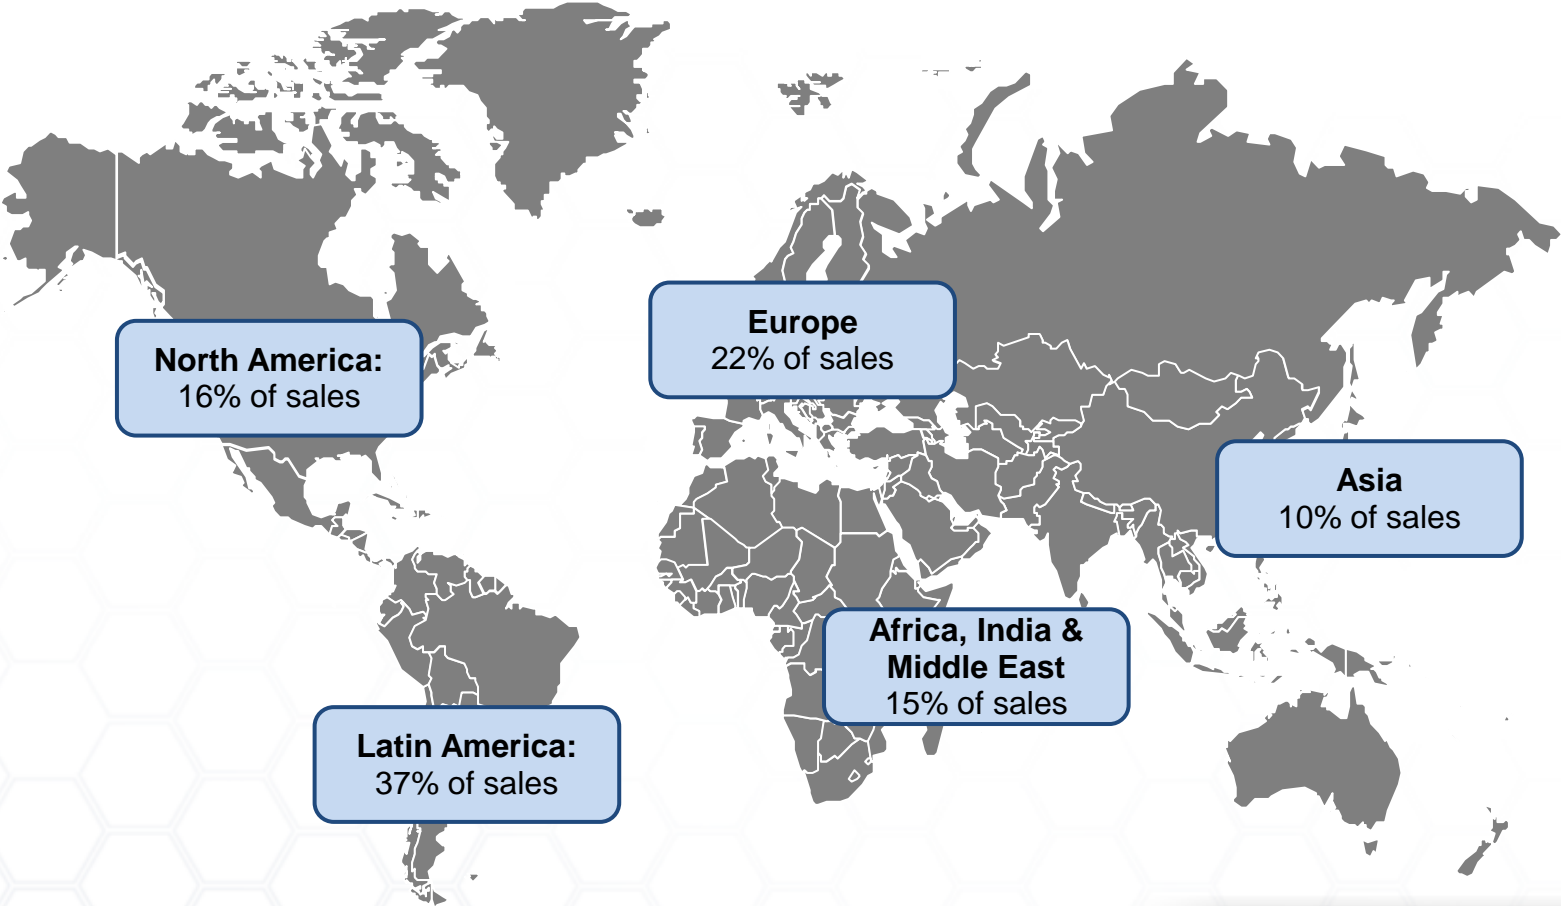 North America:
16% of sales
Europe
22% of sales
Asia
10% of sales
Africa, India &
Middle East
15% of sales
Latin America:
37% of sales